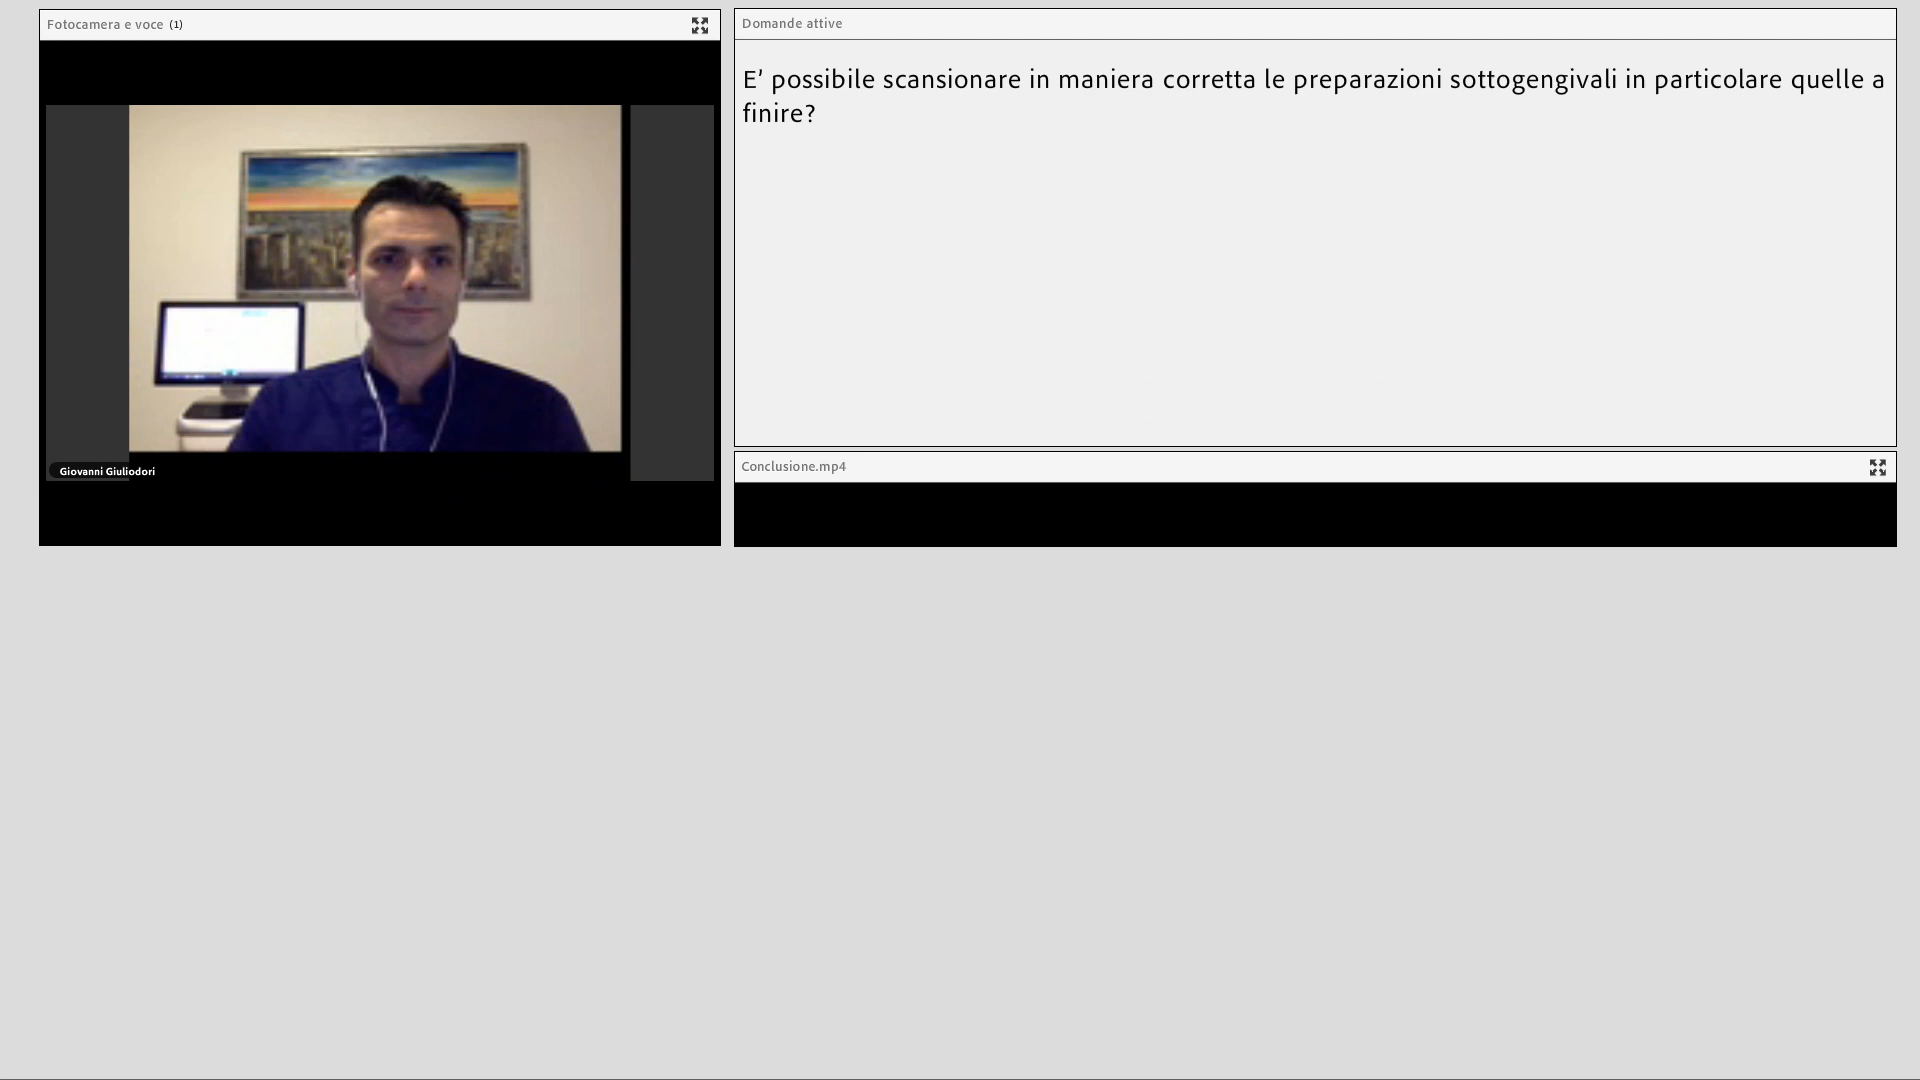 Fotocamera e voce (1)
Giovanni Giuliodori
Domande attive
E’ possibile scansionare in maniera corretta le preparazioni sottogengivali in particolare quelle a
finire?
Conclusione.mp4